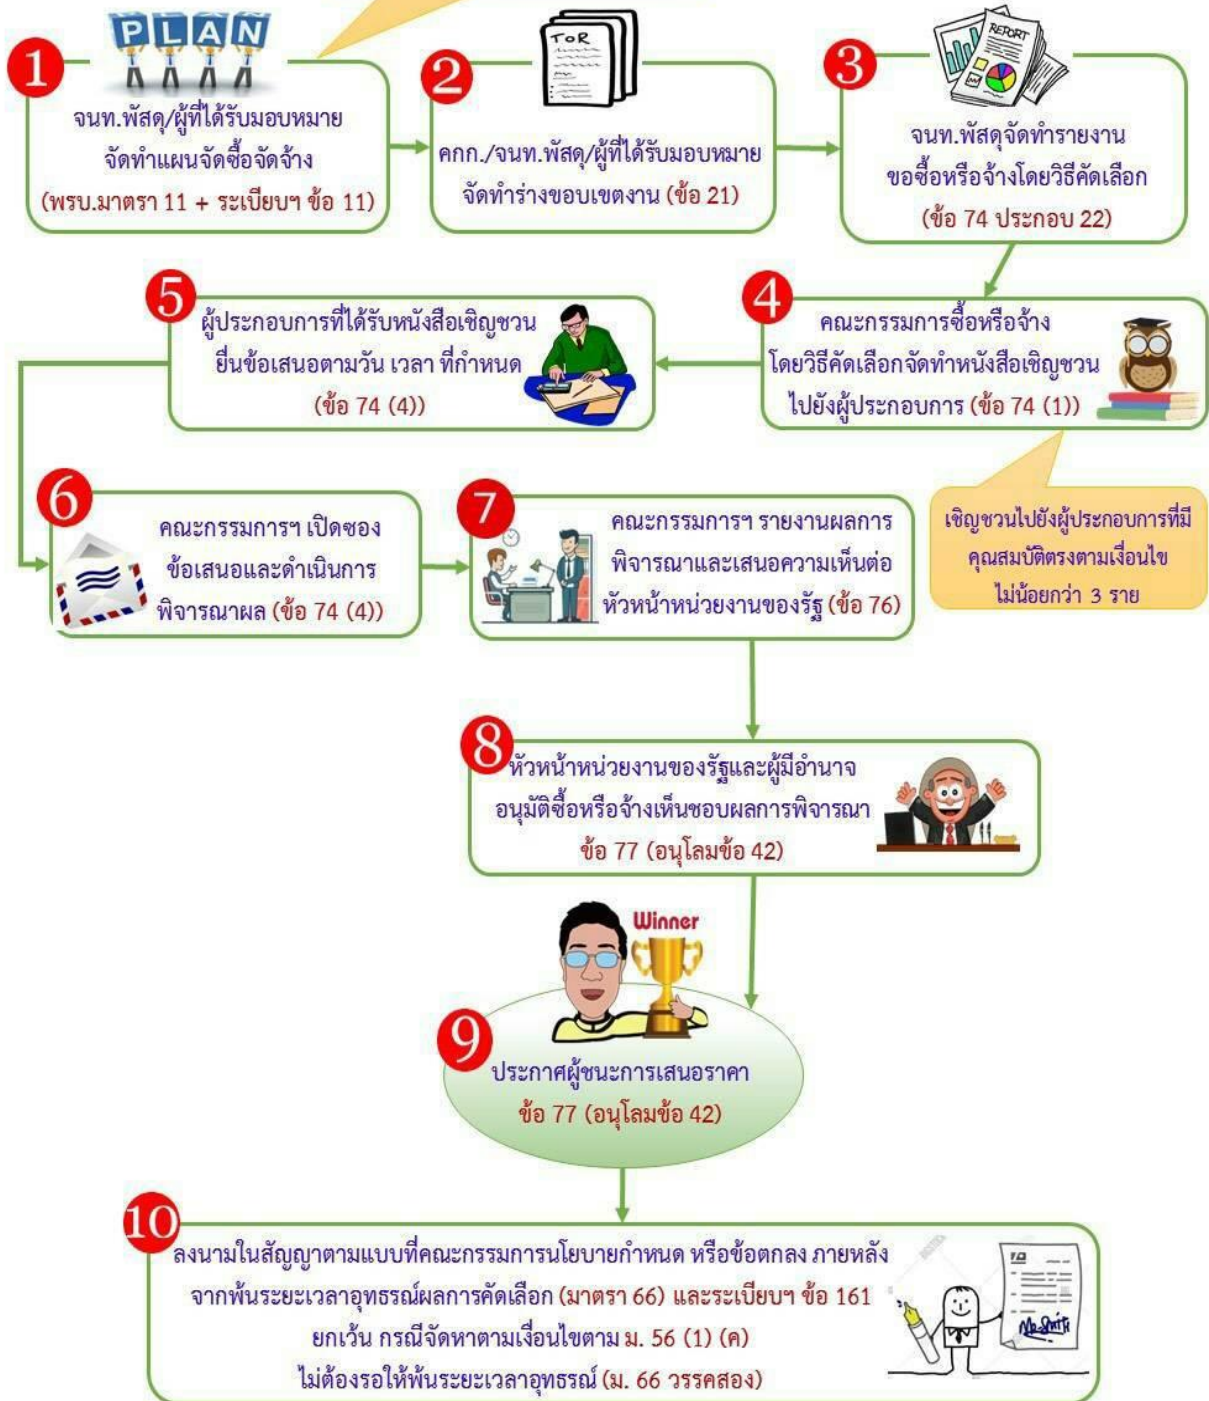 PLAN
1
จนท.พัสดุ/ผู้ที่ได้รับมอบหมาย
จัดทำแผนจัดซื้อจัดจ้าง
(พรบ.มาตรา 11 + ระเบียบฯ ข้อ 11)
TOR
2
คกก./จนท.พัสดุ/ผู้ที่ได้รับมอบหมาย
จัดทำร่างขอบเขตงาน (ข้อ 21)
REPORT
3
จนท.พัสดุจัดทำรายงาน
ขอซื้อหรือจ้างโดยวิธีคัดเลือก
(ข้อ 74 ประกอบ 22)
4
คณะกรรมการซื้อหรือจ้าง
โดยวิธีคัดเลือกจัดทำหนังสือเชิญชวน
ไปยังผู้ประกอบการ (ข้อ 74 (1))
เชิญชวนไปยังผู้ประกอบการที่มี
คุณสมบัติตรงตามเงื่อนไข
ไม่น้อยกว่า 3 ราย
5
ผู้ประกอบการที่ได้รับหนังสือเชิญชวน
ยื่นข้อเสนอตามวัน เวลา ที่กำหนด
(ข้อ 74 (4))
6
คณะกรรมการฯ เปิดซอง
ข้อเสนอและดำเนินการ
พิจารณาผล (ข้อ 74 (4))
7
คณะกรรมการฯ รายงานผลการ
พิจารณาและเสนอความเห็นต่อ
หัวหน้าหน่วยงานของรัฐ (ข้อ 76)
8
หัวหน้าหน่วยงานของรัฐและผู้มีอำนาจ
อนุมัติซื้อหรือจ้างเห็นชอบผลการพิจารณา
ข้อ 77 (อนุโลมข้อ 42)
Winner
9
ประกาศผู้ชนะการเสนอราคา
ข้อ 77 (อนุโลมข้อ 42)
10
ลงนามในสัญญาตามแบบที่คณะกรรมการนโยบายกำหนด หรือข้อตกลง ภายหลัง
จากพ้นระยะเวลาอุทธรณ์ผลการคัดเลือก (มาตรา 66) และระเบียบฯ ข้อ 161
ยกเว้น กรณีจัดหาตามเงื่อนไขตาม ม. 56 (1) (ค)
ไม่ต้องรอให้พ้นระยะเวลาอุทธรณ์ (ม. 66 วรรคสอง)
Mr. Smith